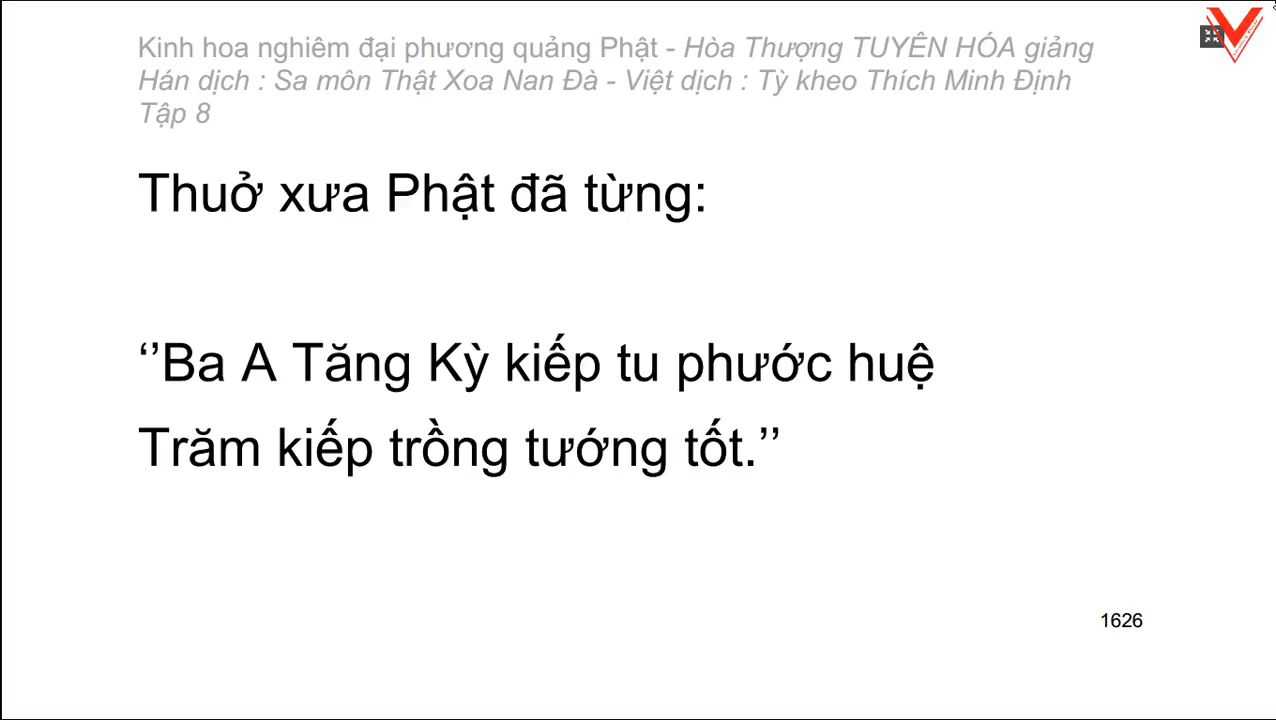 Kinh hoa nghiêm đại phương quảng Phật - Hòa Thượng TUYÊN HÓA giảng
Hán dịch : Sa môn Thật Xoa Nan Đà - Việt dịch : Tỳ kheo Thích Minh Định
Tập 8
Thuở xưa Phật đã từng:
‘’Ba A Tăng Kỳ kiếp tu phước huệ
Trăm kiếp trồng tướng tốt.’’
1626